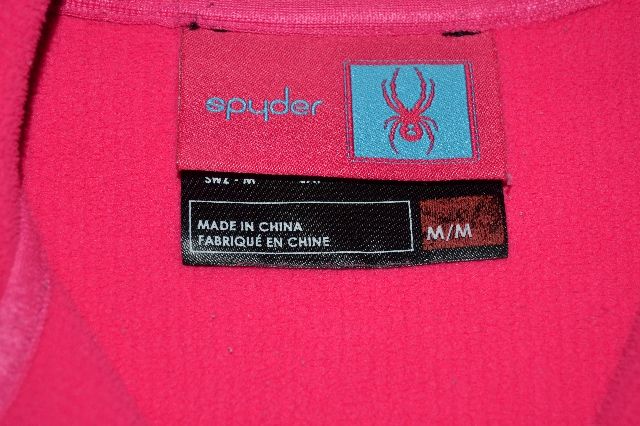 spyder
MADE IN CHINA
FABRIQUÉ EN CHINE
M/M